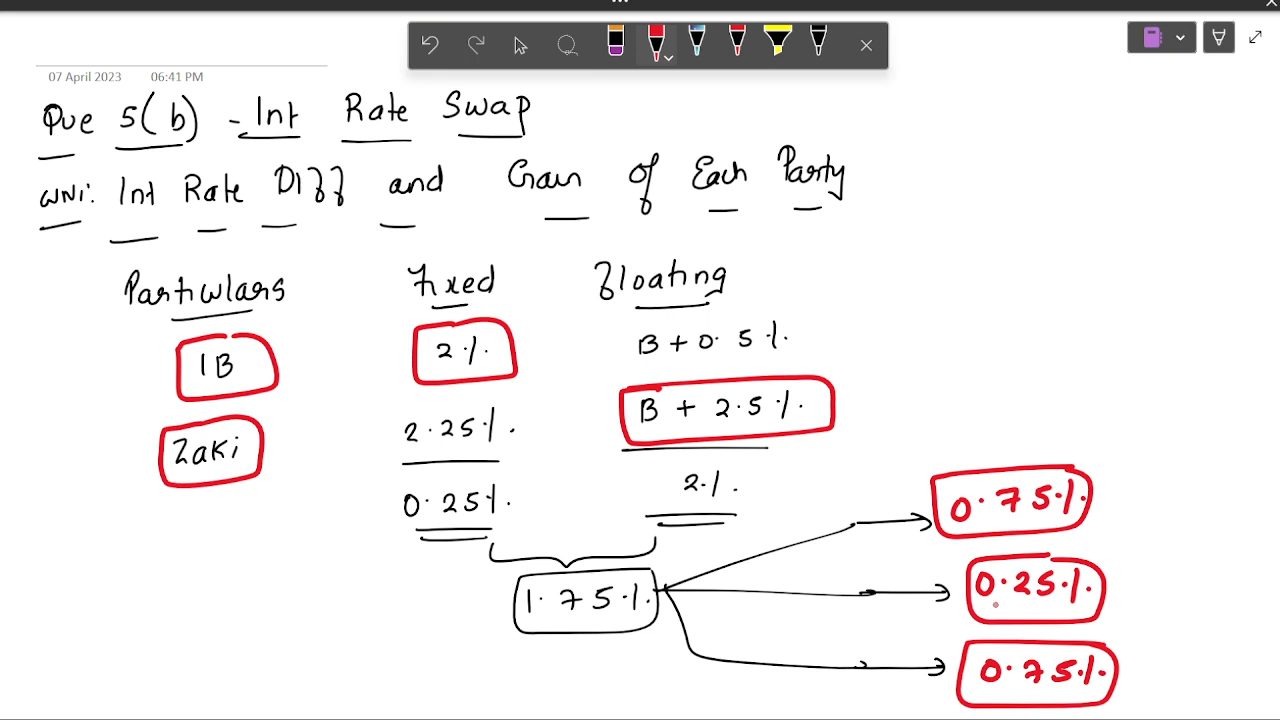 07 April 2023 06:41 PM
Que 5(b) - Int Rate Swap
WN1: Int Rate Diff and Gain of Each Party
Particulars Fixed Floating
IB 2% B + 0.5%
Zaki 2.25% B + 2.5%
0.25% 2%
1.75%
0.75%
0.25%
0.75%